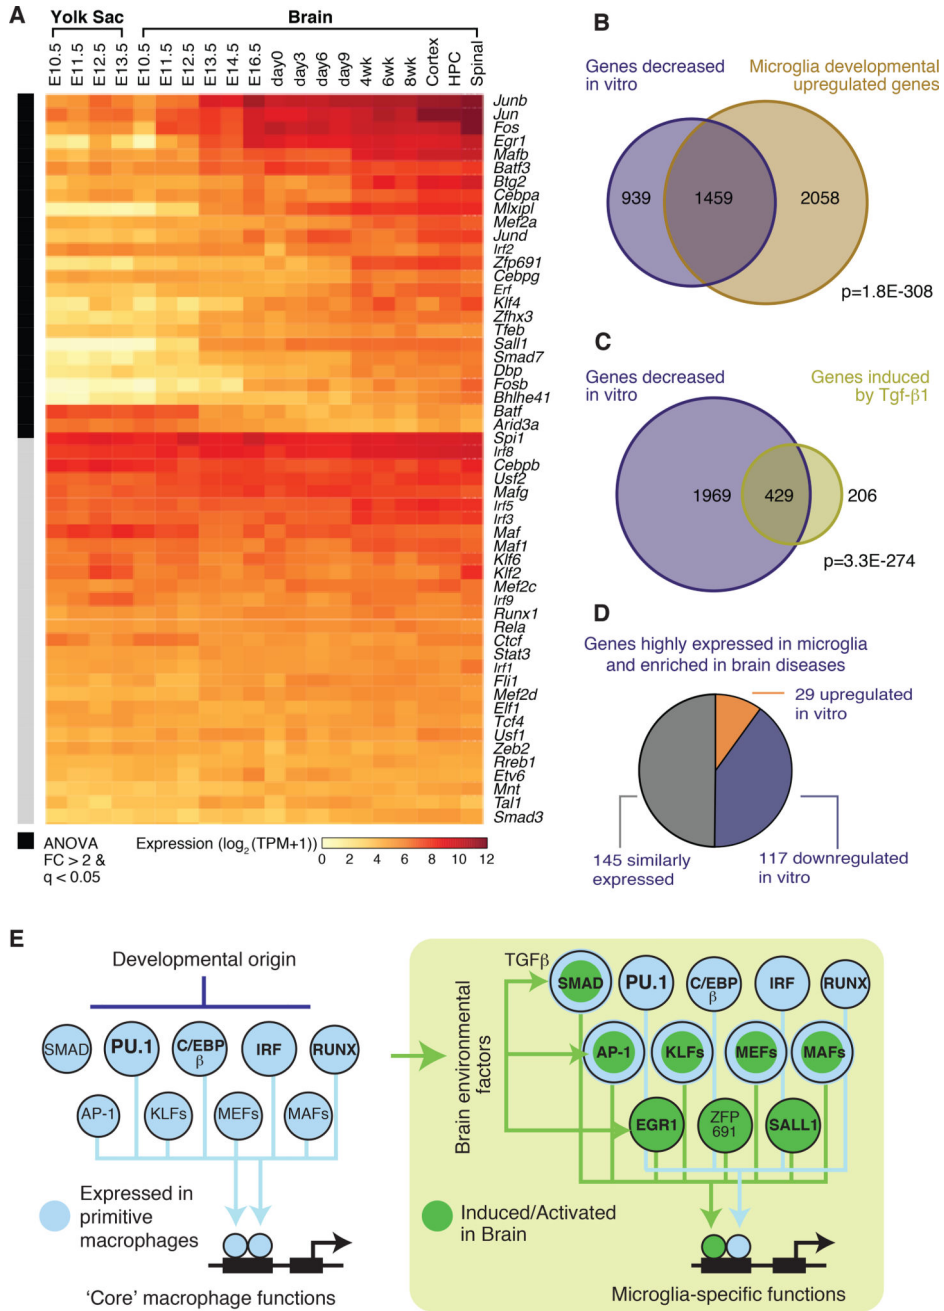 A
Yolk Sac
Brain
E10.5
E11.5
E12.5
E13.5
E10.5
E11.5
E12.5
E13.5
E14.5
E16.5
day0
day3
day6
day9
4wk
6wk
8wk
Cortex
HPC
Spinal
Junb
Jun
Fos
Egr1
Mafb
Batf3
Btg2
Cebpa
Mlxipl
Mef2a
Jund
Irf2
Zfp691
Cebpg
Erf
Klf4
Zfhx3
Tfeb
Sall1
Smad7
Dbp
Fosb
Bhlhe41
Batf
Arid3a
Spi1
Irf8
Cebpb
Usf2
Mafg
Irf5
Irf3
Maf
Maf1
Klf6
Klf2
Mef2c
Irf9
Runx1
Rela
Ctcf
Stat3
Irf1
Fli1
Mef2d
Elf1
Tcf4
Usf1
Zeb2
Rreb1
Etv6
Mnt
Tal1
Smad3
ANOVA
FC > 2 &
q < 0.05
Expression (log2(TPM+1))
0 2 4 6 8 10 12
B
Genes decreased
in vitro
Microglia developmental
upregulated genes
939
1459
2058
p=1.8E-308
C
Genes decreased
in vitro
Genes induced
by Tgf-β1
1969
429
206
p=3.3E-274
D
Genes highly expressed in microglia
and enriched in brain diseases
29 upregulated
in vitro
145 similarly
expressed
117 downregulated
in vitro
E
Developmental origin
SMAD
PU.1
C/EBP
β
IRF
RUNX
AP-1
KLFs
MEFs
MAFs
Expressed in
primitive
macrophages
'Core' macrophage functions
Brain environmental
factors
TGFβ
SMAD
PU.1
C/EBP
β
IRF
RUNX
AP-1
KLFs
MEFs
MAFs
EGR1
ZFP
691
SALL1
Induced/Activated
in Brain
Microglia-specific functions